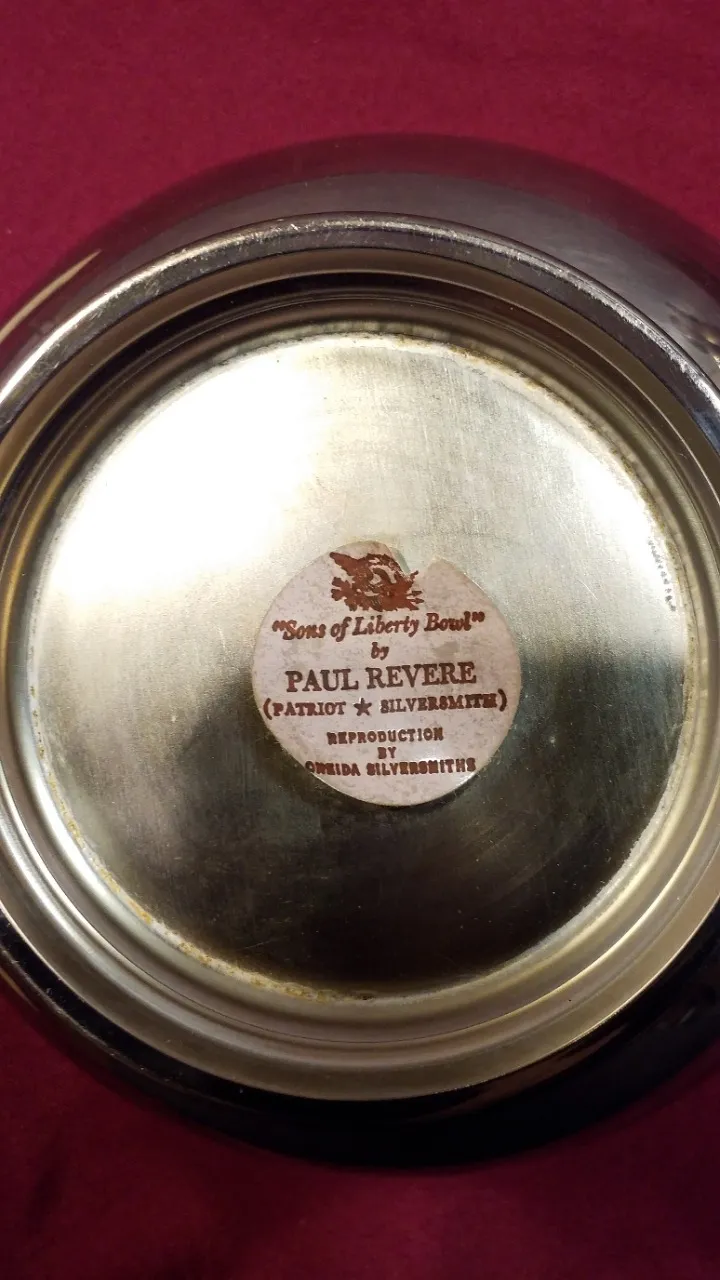 "Sons of Liberty Bowl"
by
PAUL REVERE
(PATRIOT ★ SILVERSMITH)
REPRODUCTION
BY
ONEIDA SILVERSMITHS